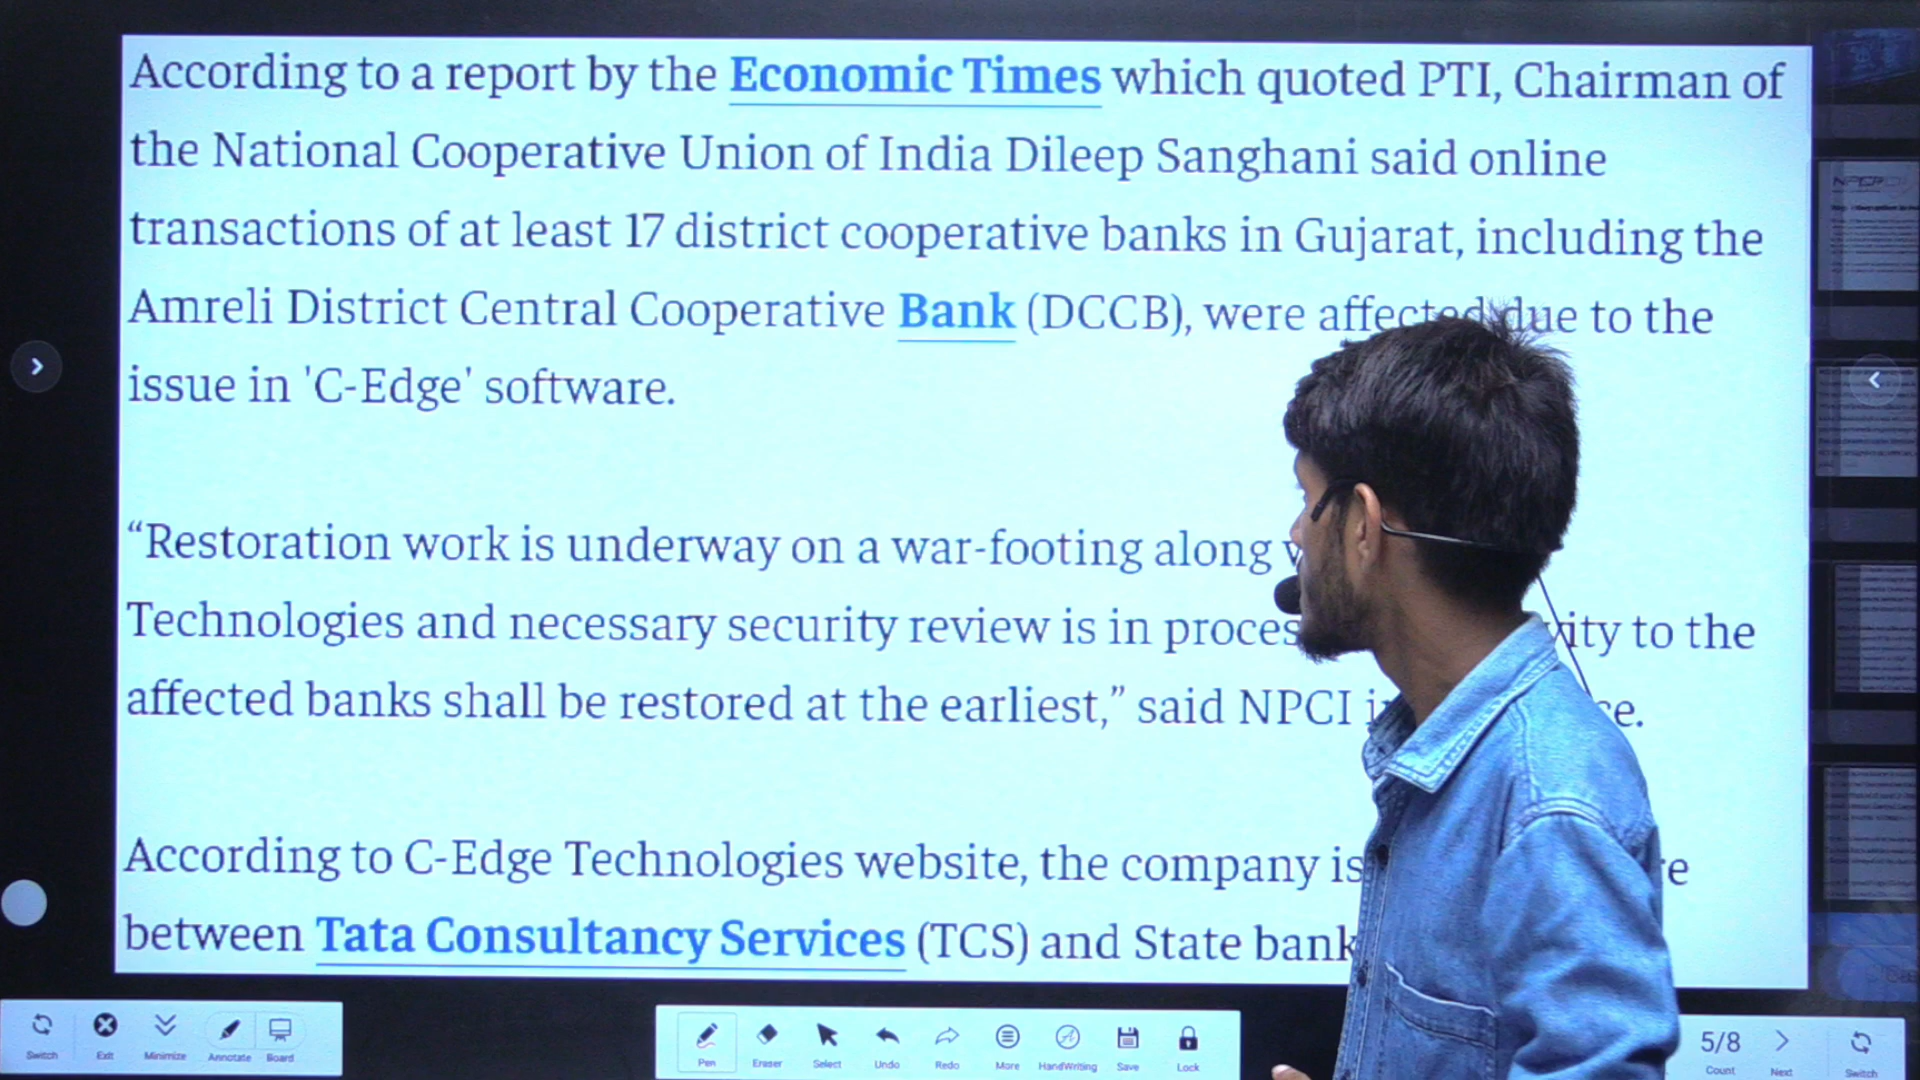 According to a report by the Economic Times which quoted PTI, Chairman of
the National Cooperative Union of India Dileep Sanghani said online
transactions of at least 17 district cooperative banks in Gujarat, including the
Amreli District Central Cooperative Bank (DCCB), were affected due to the
issue in 'C-Edge' software.
“Restoration work is underway on a war-footing along
Technologies and necessary security review is in to the
affected banks shall be restored at the earliest,” said NPCI
According to C-Edge Technologies website, the company is
between Tata Consultancy Services (TCS) and State bank
Switch Exit Minimize Annotate Board
Pen Eraser Select Undo Redo More HandWriting Save Lock
5/8
Count Next Switch